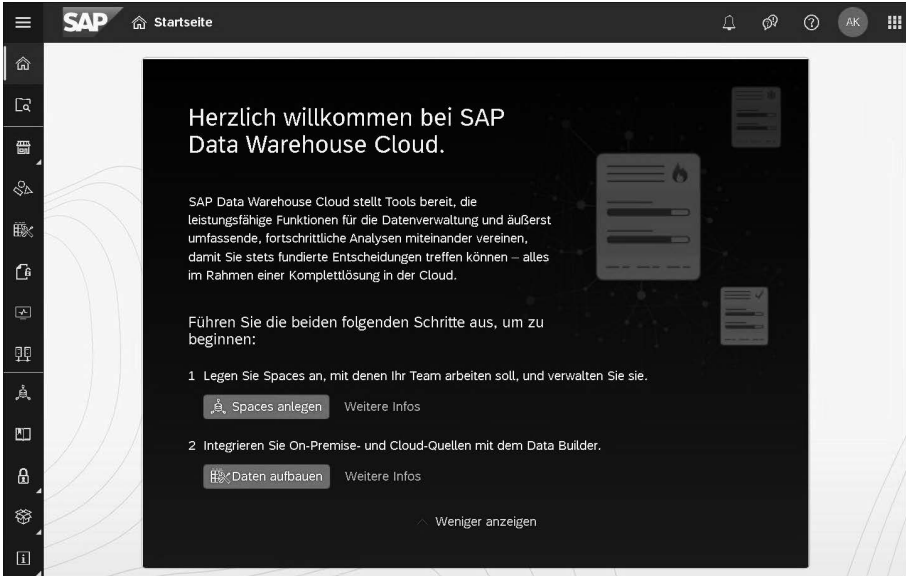 SAP Startseite AK
Herzlich willkommen bei SAP
Data Warehouse Cloud.
SAP Data Warehouse Cloud stellt Tools bereit, die
leistungsfähige Funktionen für die Datenverwaltung und äußerst
umfassende, fortschrittliche Analysen miteinander vereinen,
damit Sie stets fundierte Entscheidungen treffen können – alles
im Rahmen einer Komplettlösung in der Cloud.
Führen Sie die beiden folgenden Schritte aus, um zu
beginnen:
1 Legen Sie Spaces an, mit denen Ihr Team arbeiten soll, und verwalten Sie sie.
Spaces anlegen Weitere Infos
2 Integrieren Sie On-Premise- und Cloud-Quellen mit dem Data Builder.
Daten aufbauen Weitere Infos
Weniger anzeigen